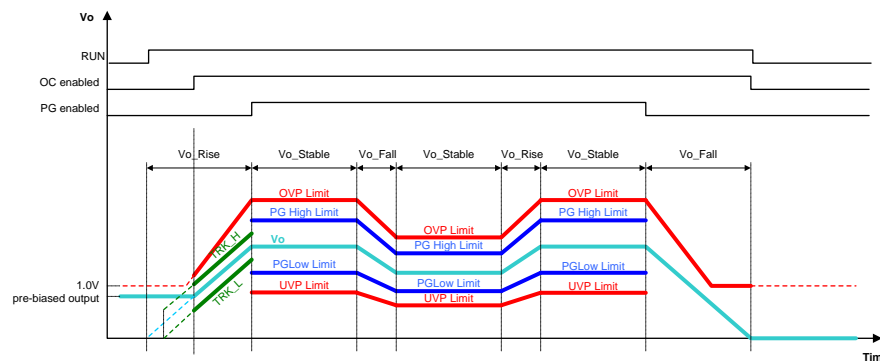 Vo
RUN
OC enabled
PG enabled
Vo_Rise Vo_Stable Vo_Fall Vo_Stable Vo_Rise Vo_Stable Vo_Fall
OVP Limit OVP Limit
PG High Limit PG High Limit
OVP Limit
TRK_H Vo PG High Limit
PGLow Limit PGLow Limit
TRK_L UVP Limit PGLow Limit UVP Limit
UVP Limit
1.0V
pre-biased output
Tim